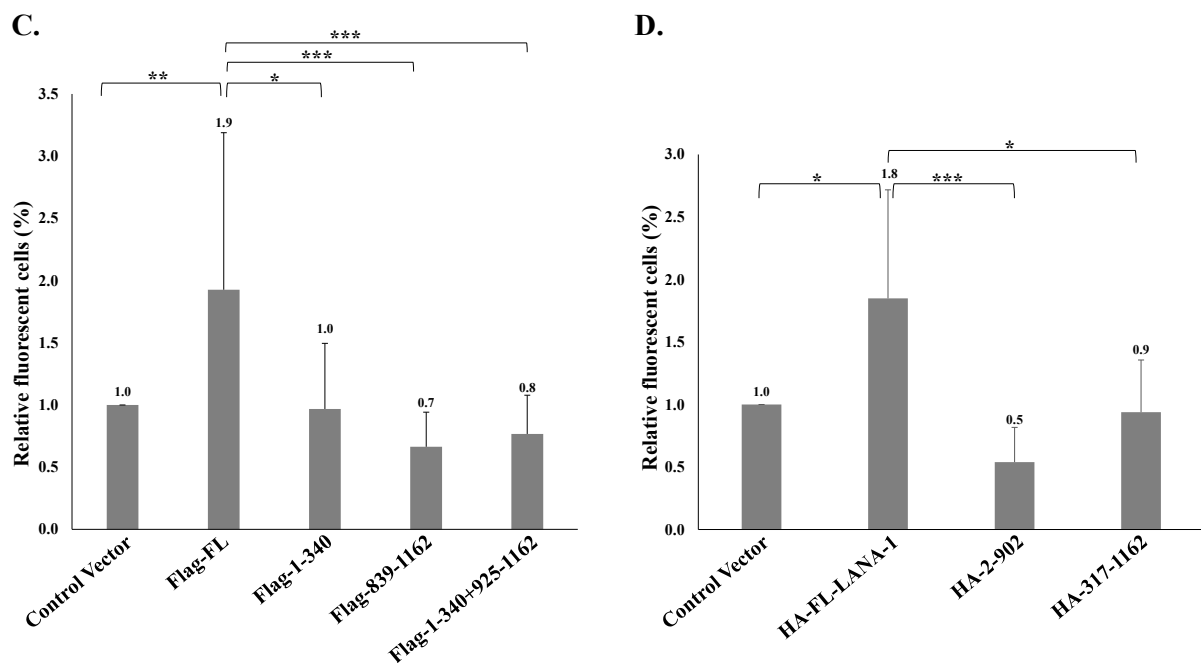 C.
***
***
**
*
Relative fluorescent cells (%)
3.5
3.0
2.5
2.0
1.5
1.0
0.5
0.0
1.0
1.9
1.0
0.7
0.8
Control Vector
Flag-FL
Flag-1-340
Flag-839-1162
Flag-1-340+925-1162
D.
*
*
***
Relative fluorescent cells (%)
3.0
2.5
2.0
1.5
1.0
0.5
0.0
1.0
1.8
0.5
0.9
Control Vector
HA-FL-LANA-1
HA-2-902
HA-317-1162